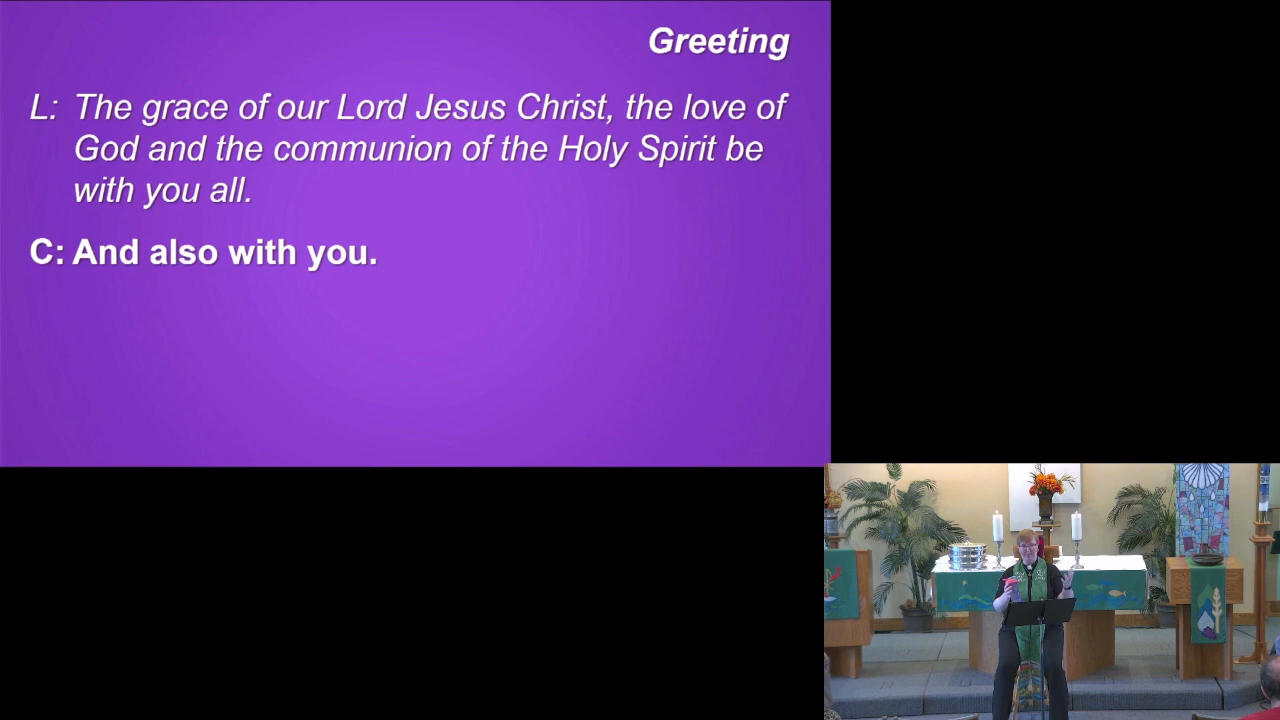 Greeting
L: The grace of our Lord Jesus Christ, the love of
God and the communion of the Holy Spirit be
with you all.
C: And also with you.